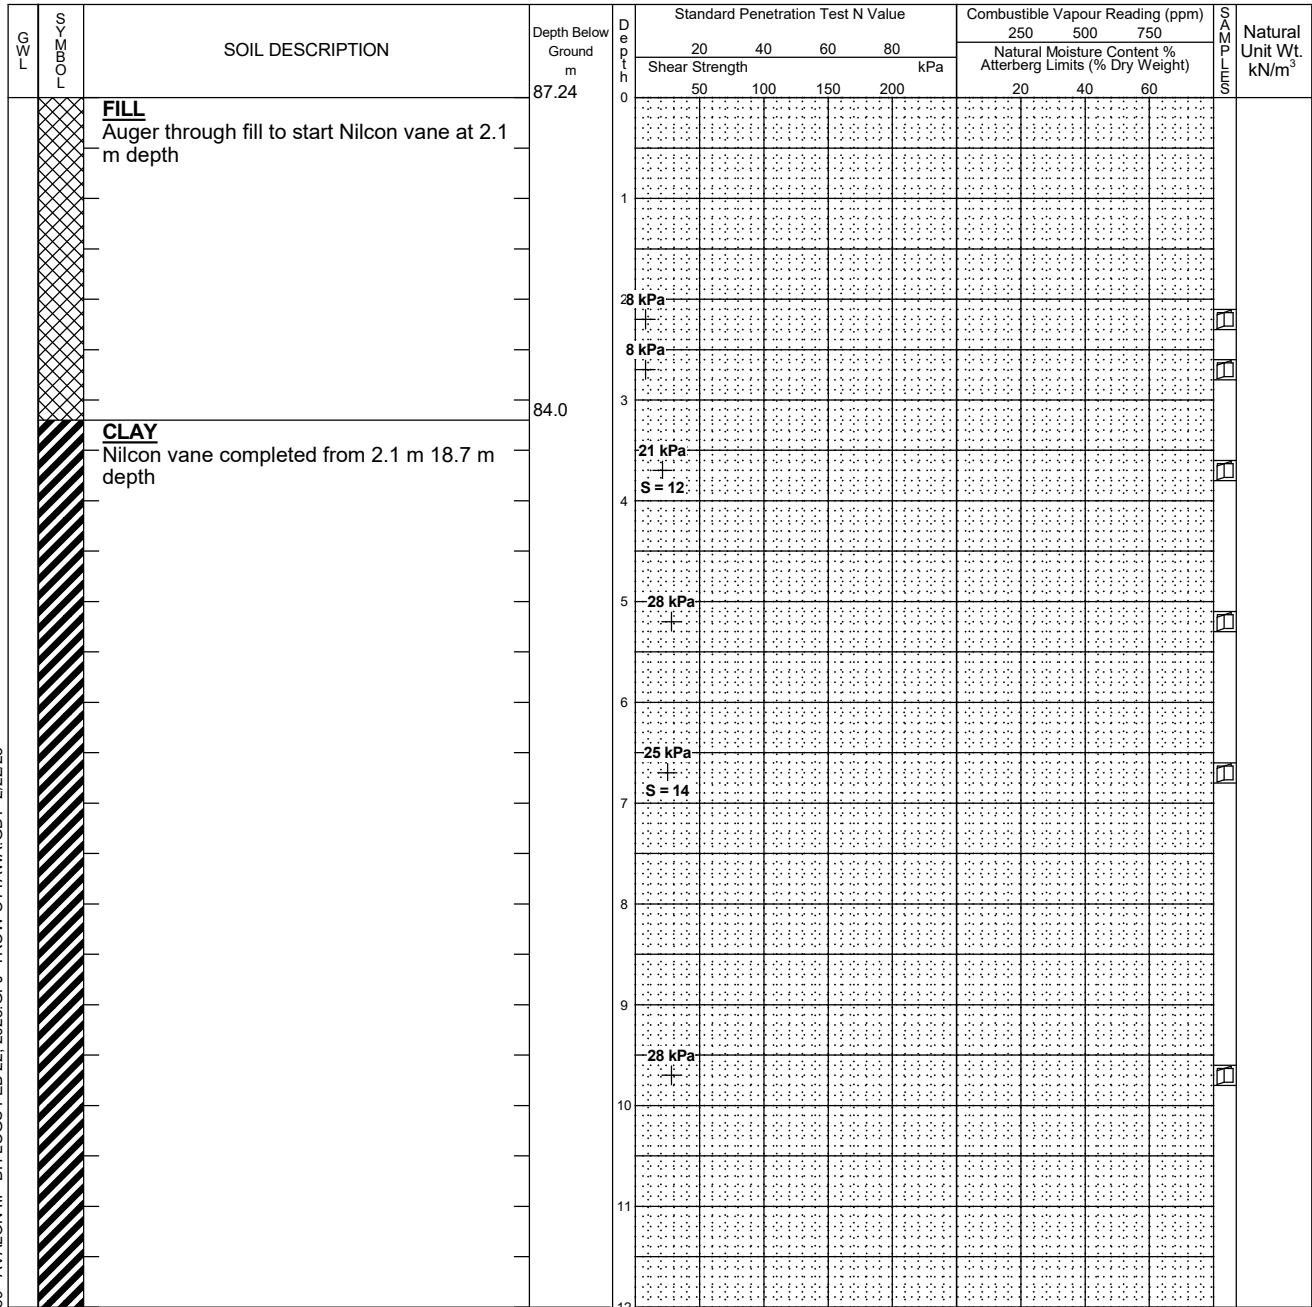 GWL
SYMBOL
SOIL DESCRIPTION
Depth Below
Ground
m
Depth
Standard Penetration Test N Value
20 40 60 80
Shear Strength kPa
50 100 150 200
Combustible Vapour Reading (ppm)
250 500 750
Natural Moisture Content %
Atterberg Limits (% Dry Weight)
20 40 60
SAMPLES
Natural
Unit Wt.
kN/m³
87.24
0
FILL
Auger through fill to start Nilcon vane at 2.1
m depth
1
2
8 kPa
8 kPa
3
84.0
CLAY
Nilcon vane completed from 2.1 m 18.7 m
depth
21 kPa
S = 12
4
5
28 kPa
6
25 kPa
S = 14
7
8
9
28 kPa
10
11